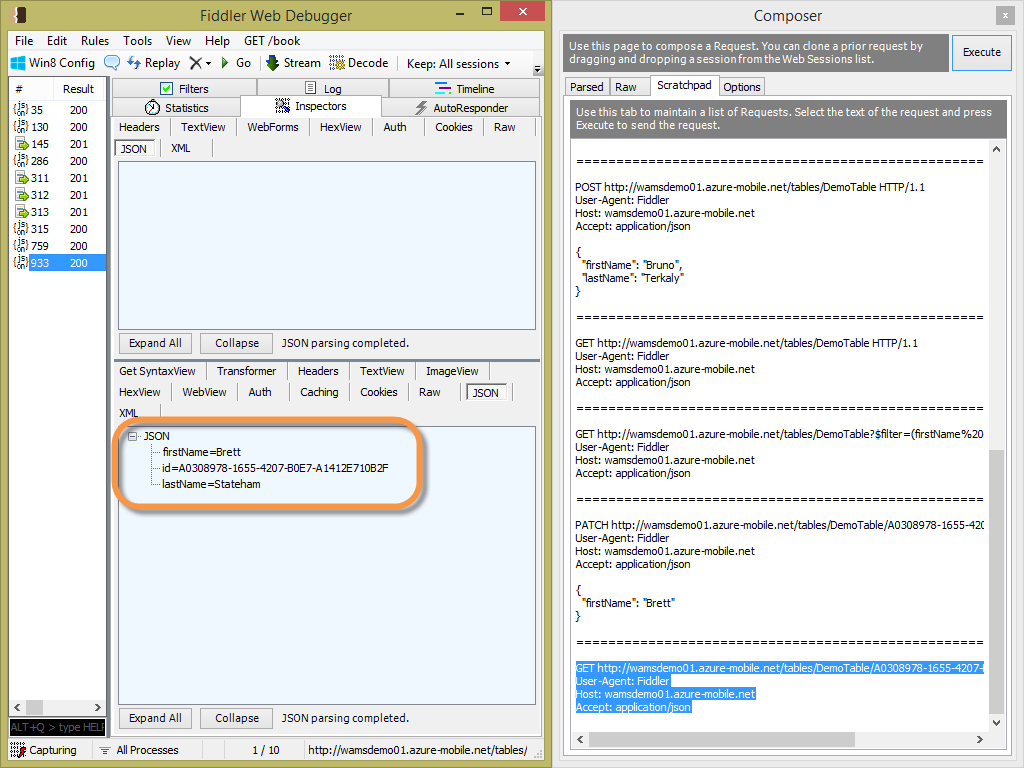 Fiddler Web Debugger
File Edit Rules Tools View Help GET /book
Win8 Config Replay Go Stream Decode Keep: All sessions
# Result
35 200
130 200
145 201
286 200
311 201
312 201
313 201
315 200
759 200
933 200
Filters Log Timeline
Statistics Inspectors AutoResponder
Headers TextView WebForms HexView Auth Cookies Raw
JSON XML
Expand All Collapse JSON parsing completed.
Get SyntaxView Transformer Headers TextView ImageView
HexView WebView Auth Caching Cookies Raw JSON
XML
JSON
firstName=Brett
id=A0308978-1655-4207-B0E7-A1412E710B2F
lastName=Stateham
Expand All Collapse JSON parsing completed.
ALT+Q > type HELP
Capturing All Processes 1 / 10 http://wamsdemo01.azure-mobile.net/tables/
Composer
Use this page to compose a Request. You can clone a prior request by
dragging and dropping a session from the Web Sessions list.
Execute
Parsed Raw Scratchpad Options
Use this tab to maintain a list of Requests. Select the text of the request and press
Execute to send the request.
POST http://wamsdemo01.azure-mobile.net/tables/DemoTable HTTP/1.1
User-Agent: Fiddler
Host: wamsdemo01.azure-mobile.net
Accept: application/json
{
"firstName": "Bruno",
"lastName": "Terkaly"
}
GET http://wamsdemo01.azure-mobile.net/tables/DemoTable HTTP/1.1
User-Agent: Fiddler
Host: wamsdemo01.azure-mobile.net
Accept: application/json
GET http://wamsdemo01.azure-mobile.net/tables/DemoTable?$filter=(firstName%20
User-Agent: Fiddler
Host: wamsdemo01.azure-mobile.net
Accept: application/json
PATCH http://wamsdemo01.azure-mobile.net/tables/DemoTable/A0308978-1655-420
User-Agent: Fiddler
Host: wamsdemo01.azure-mobile.net
Accept: application/json
{
"firstName": "Brett"
}
GET http://wamsdemo01.azure-mobile.net/tables/DemoTable/A0308978-1655-4207-
User-Agent: Fiddler
Host: wamsdemo01.azure-mobile.net
Accept: application/json